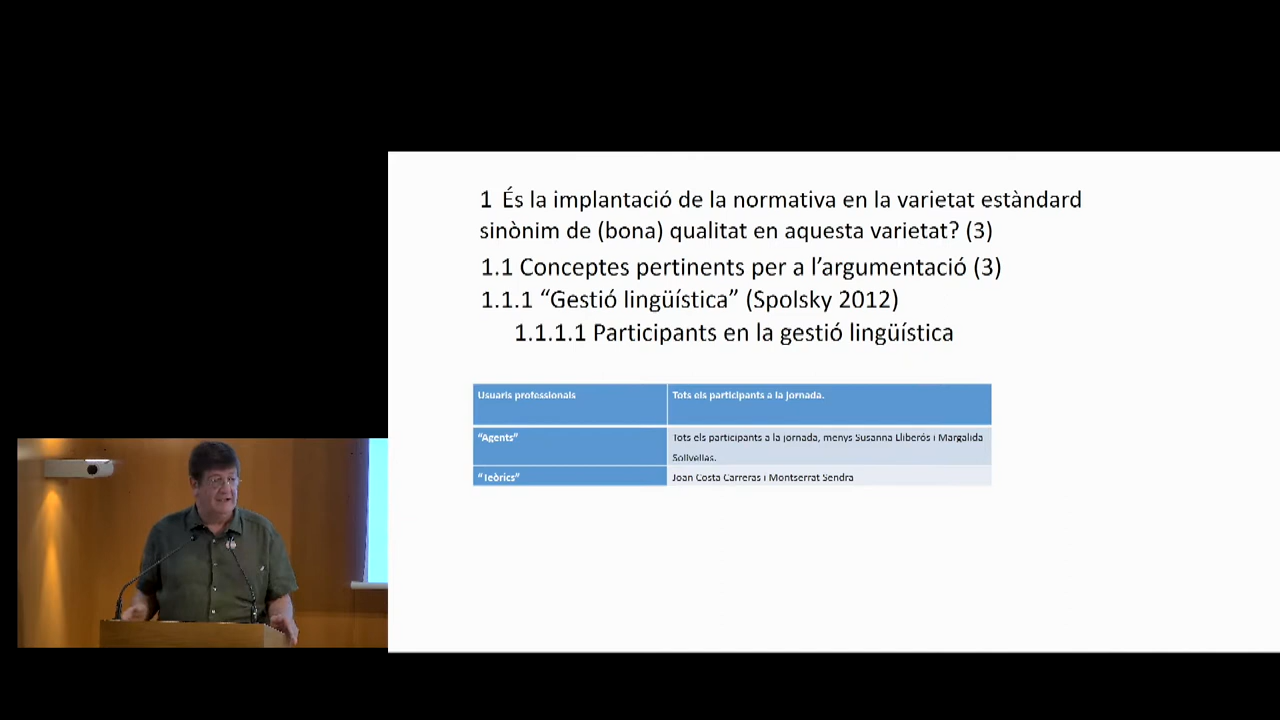 1 És la implantació de la normativa en la varietat estàndard
sinònim de (bona) qualitat en aquesta varietat? (3)
1.1 Conceptes pertinents per a l’argumentació (3)
1.1.1 “Gestió lingüística” (Spolsky 2012)
1.1.1.1 Participants en la gestió lingüística
Usuaris professionals
Tots els participants a la jornada.
“Agents”
Tots els participants a la jornada, menys Susanna Lliberós i Margalida
Solivellas.
“Teòrics”
Joan Costa Carreras i Montserrat Sendra